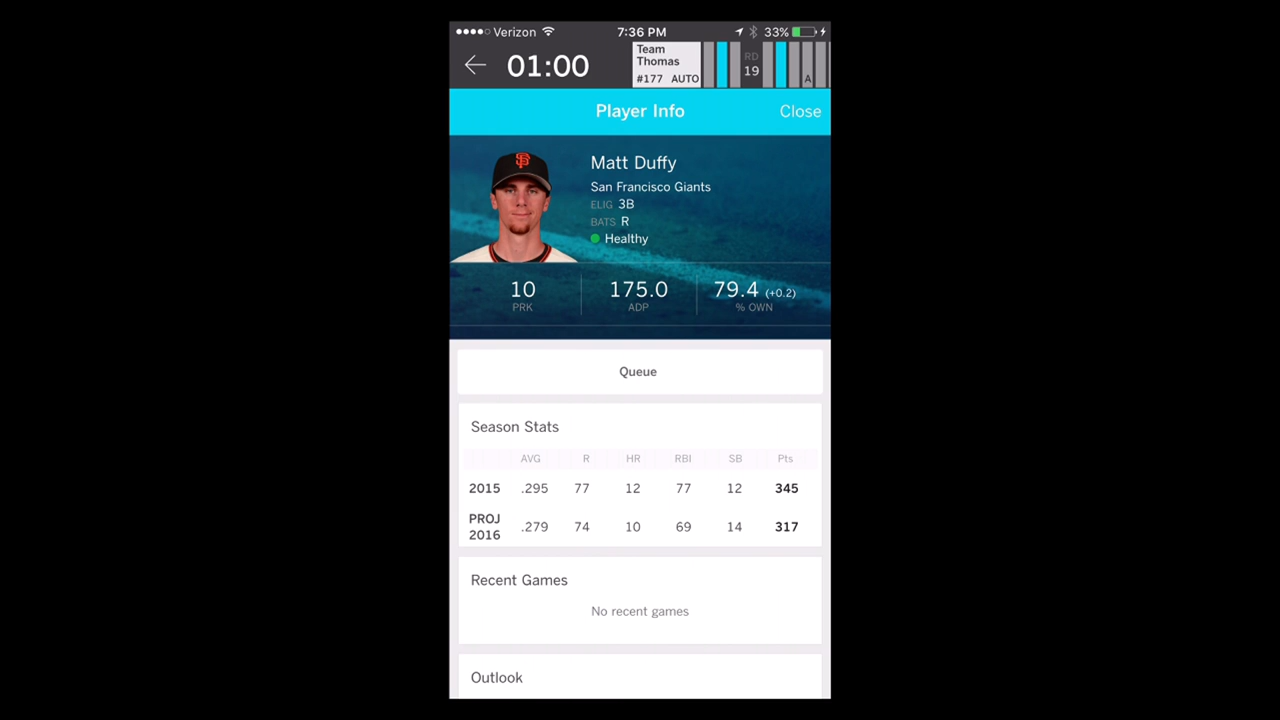 Verizon 7:36 PM 33%
01:00
Team
Thomas
#177 AUTO
RD
19
A
Player Info Close
Matt Duffy
San Francisco Giants
ELIG 3B
BATS R
Healthy
10 175.0 79.4 (+0.2)
PRK ADP % OWN
Queue
Season Stats
AVG R HR RBI SB Pts
2015 .295 77 12 77 12 345
PROJ
2016 .279 74 10 69 14 317
Recent Games
No recent games
Outlook